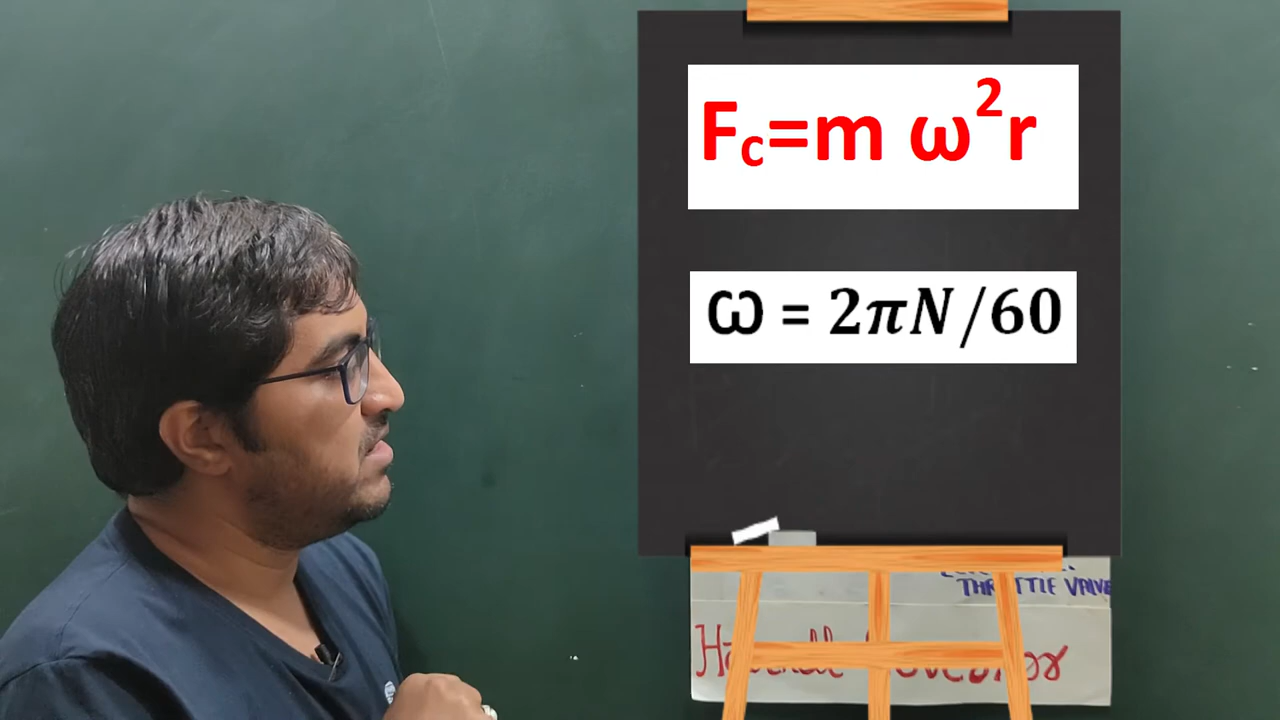 Fc=m ω²r
ω = 2πN/60
THROTTLE VALVE